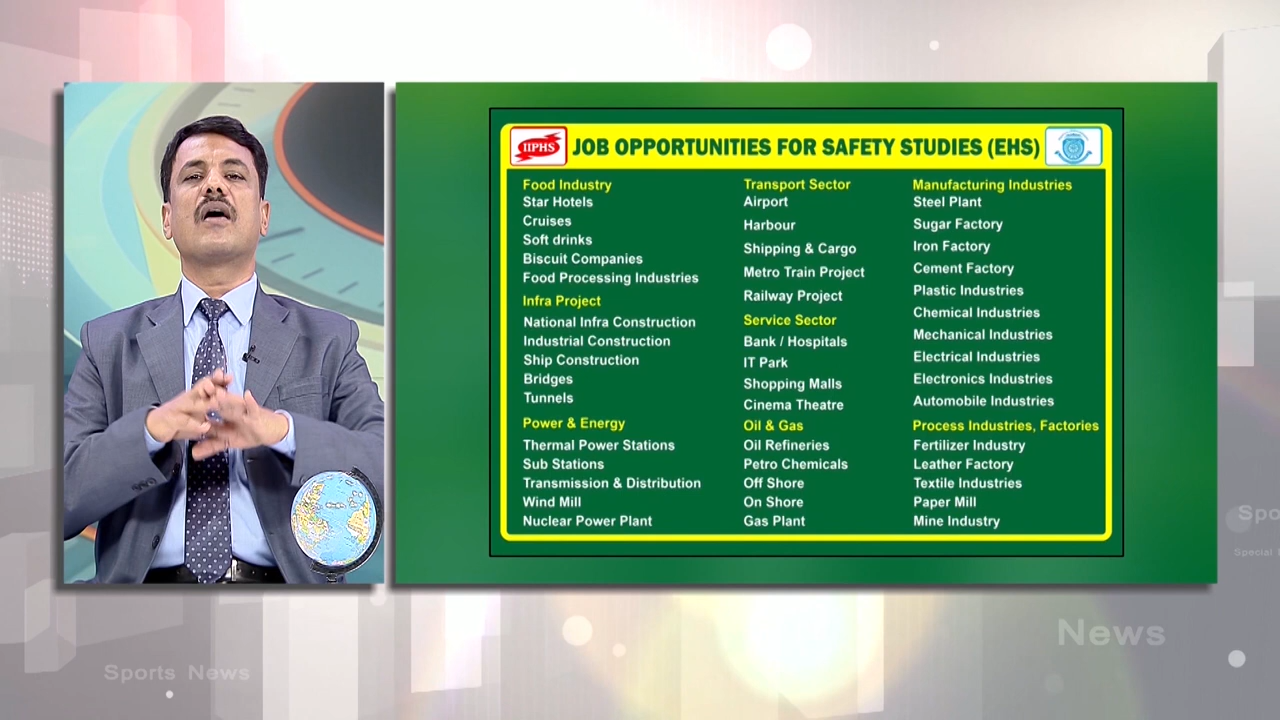 IIPHS
JOB OPPORTUNITIES FOR SAFETY STUDIES (EHS)
Food Industry
Star Hotels
Cruises
Soft drinks
Biscuit Companies
Food Processing Industries
Infra Project
National Infra Construction
Industrial Construction
Ship Construction
Bridges
Tunnels
Power & Energy
Thermal Power Stations
Sub Stations
Transmission & Distribution
Wind Mill
Nuclear Power Plant
Transport Sector
Airport
Harbour
Shipping & Cargo
Metro Train Project
Railway Project
Service Sector
Bank / Hospitals
IT Park
Shopping Malls
Cinema Theatre
Oil & Gas
Oil Refineries
Petro Chemicals
Off Shore
On Shore
Gas Plant
Manufacturing Industries
Steel Plant
Sugar Factory
Iron Factory
Cement Factory
Plastic Industries
Chemical Industries
Mechanical Industries
Electrical Industries
Electronics Industries
Automobile Industries
Process Industries, Factories
Fertilizer Industry
Leather Factory
Textile Industries
Paper Mill
Mine Industry
Spo
Special
News
Sports News